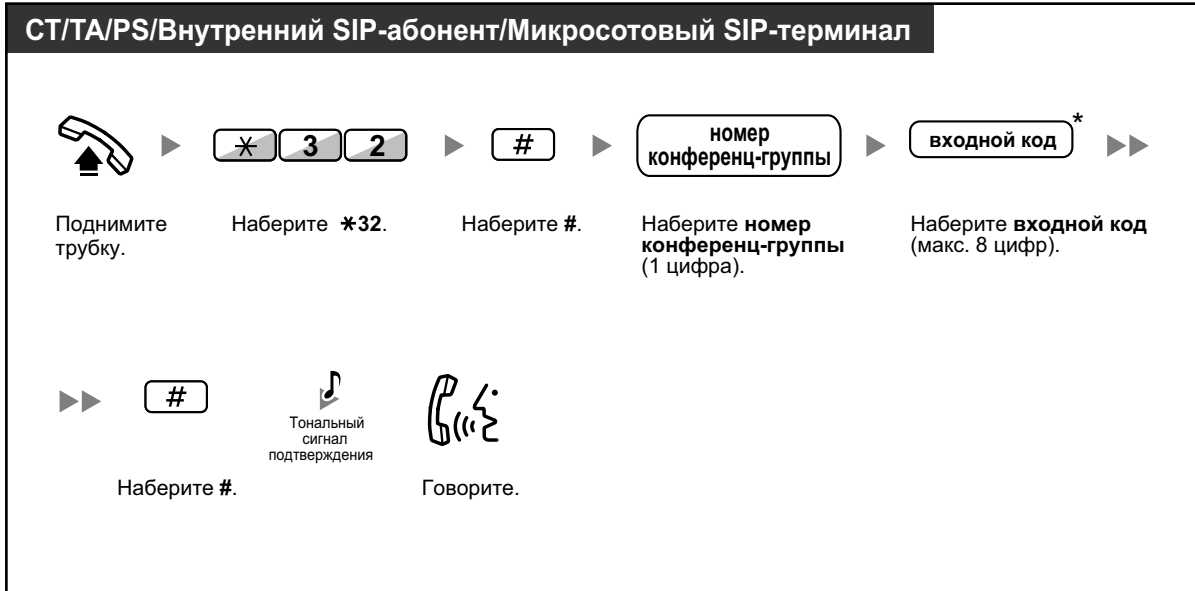 СТ/ТА/PS/Внутренний SIP-абонент/Микросотовый SIP-терминал
* 3 2
#
номер
конференц-группы
входной код *
Поднимите
трубку.
Наберите *32.
Наберите #.
Наберите номер
конференц-группы
(1 цифра).
Наберите входной код
(макс. 8 цифр).
#
Тональный
сигнал
подтверждения
Наберите #.
Говорите.